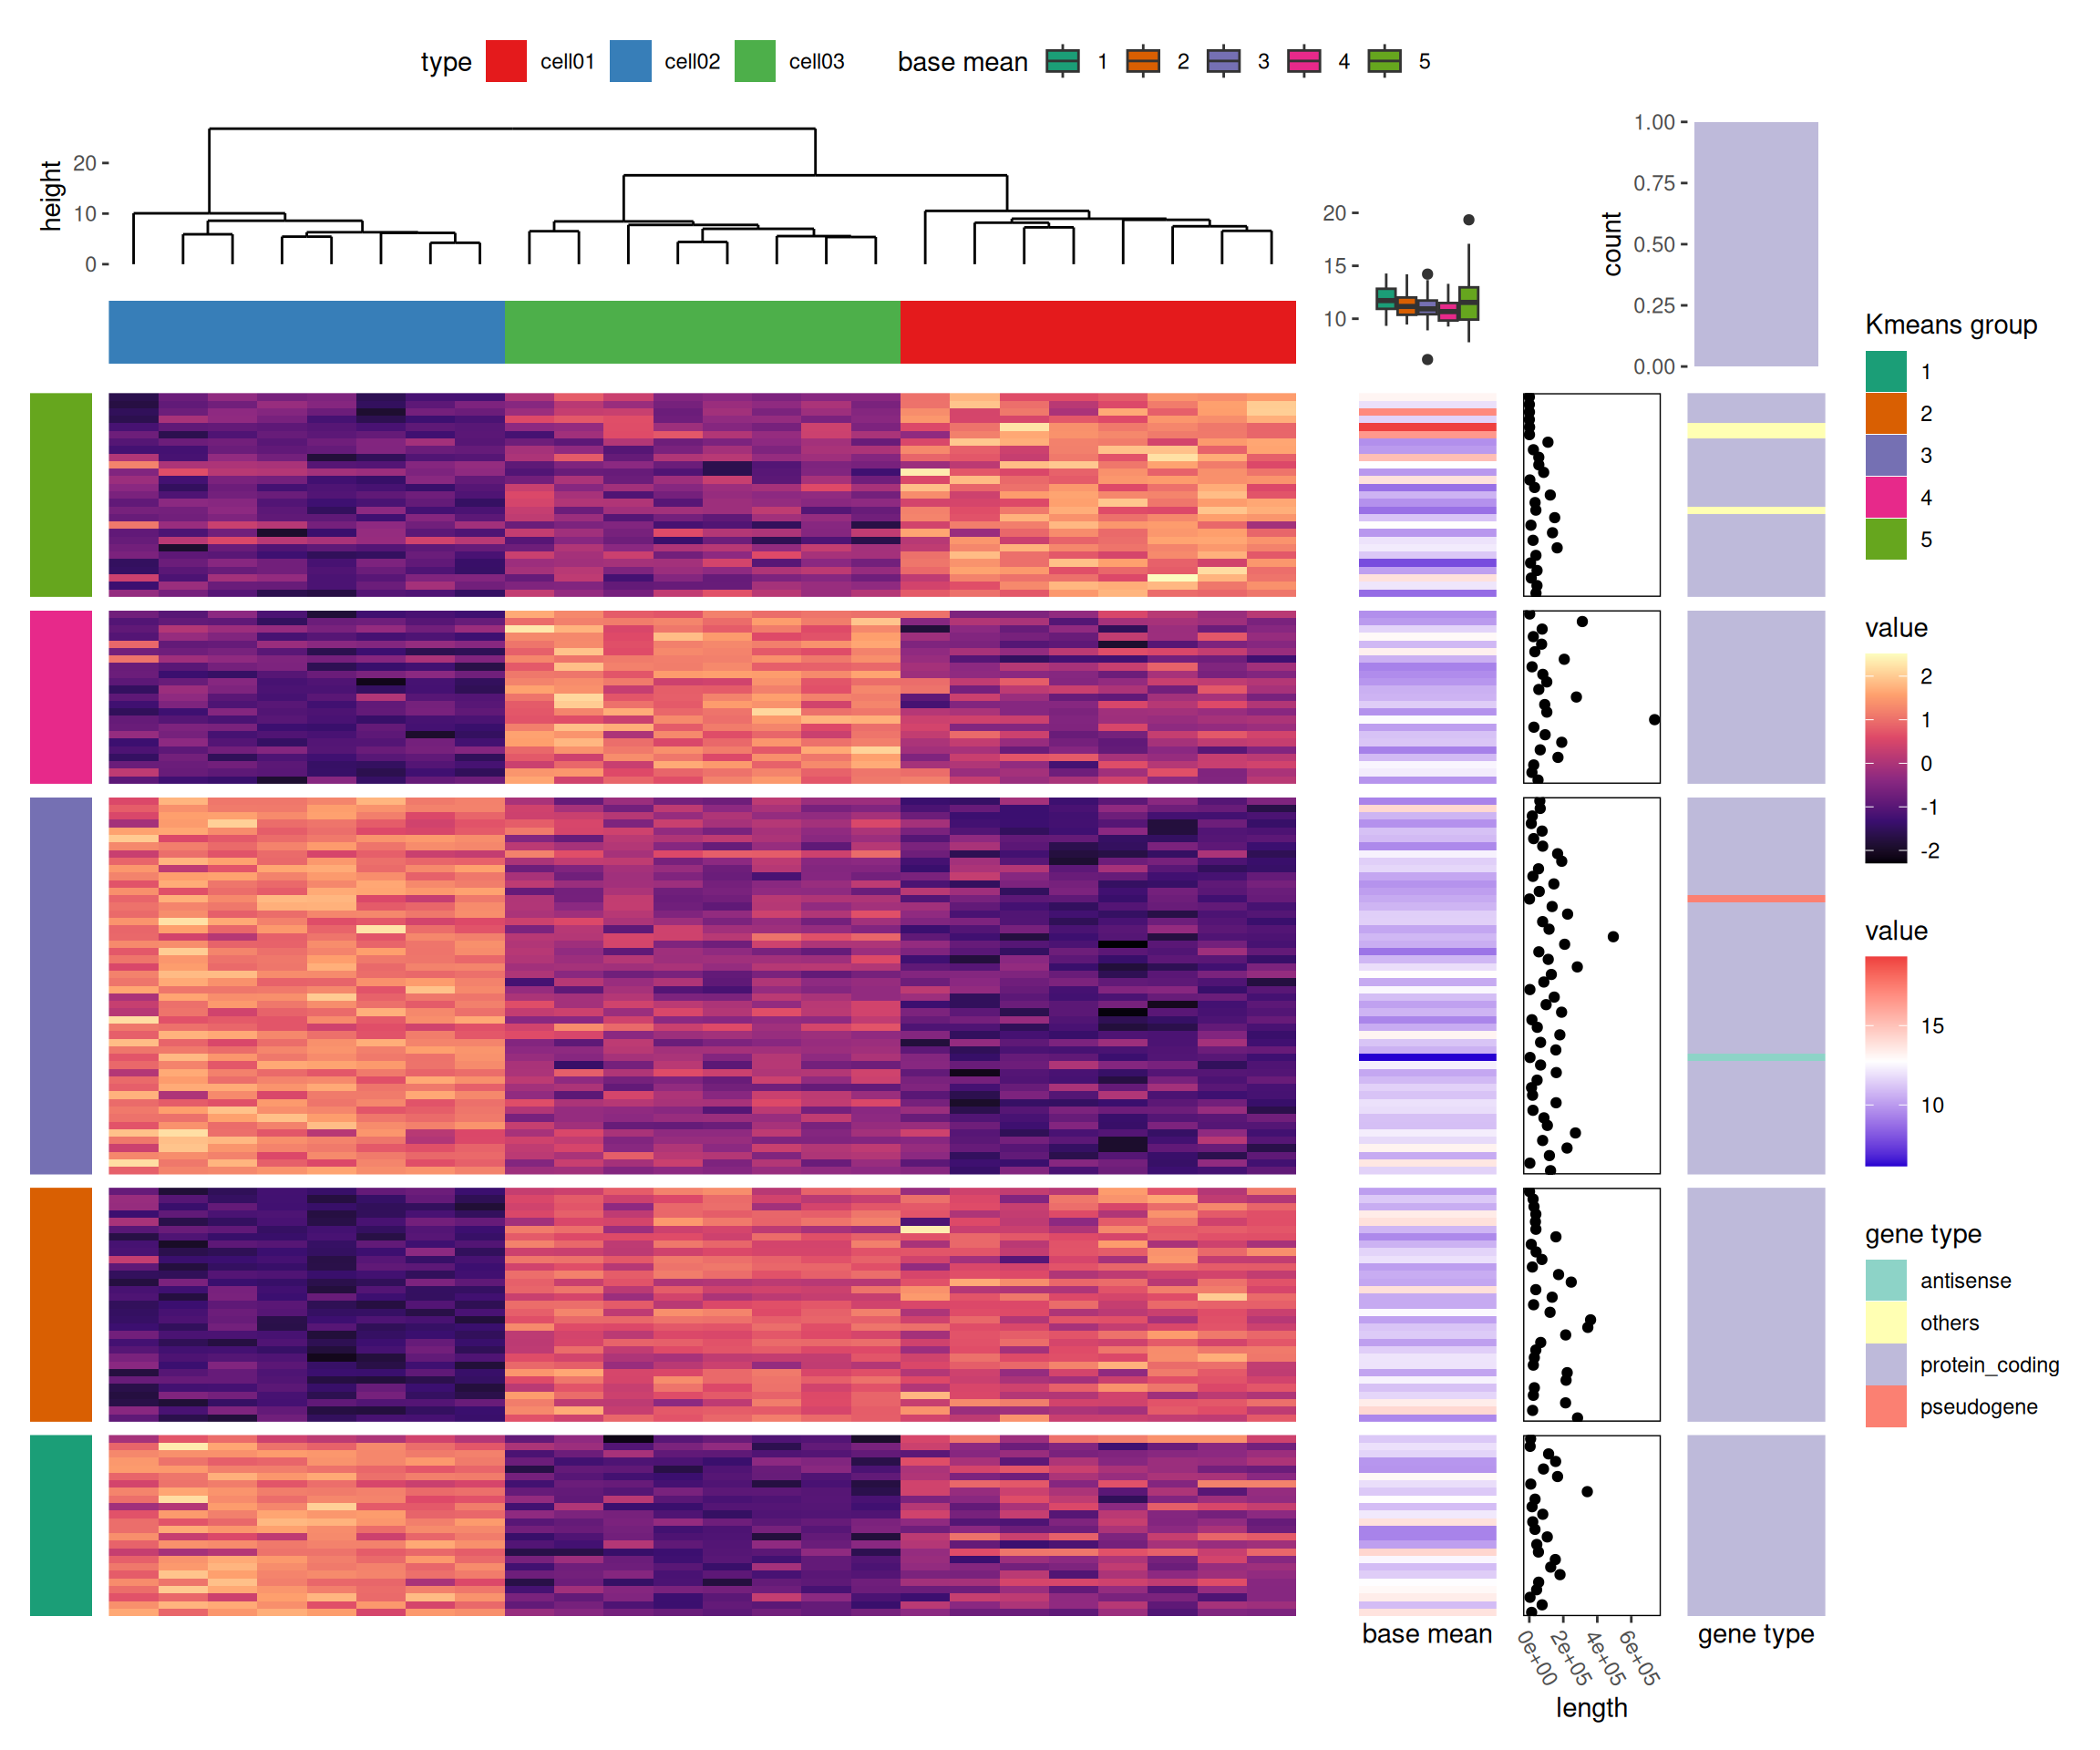 type cell01 cell02 cell03 base mean 1 2 3 4 5
height
20
10
0
20
15
10
count
1.00
0.75
0.50
0.25
0.00
Kmeans group
1
2
3
4
5
value
2
1
0
-1
-2
value
15
10
gene type
antisense
others
protein_coding
pseudogene
base mean
0e+00 2e+05 4e+05 6e+05
length
gene type